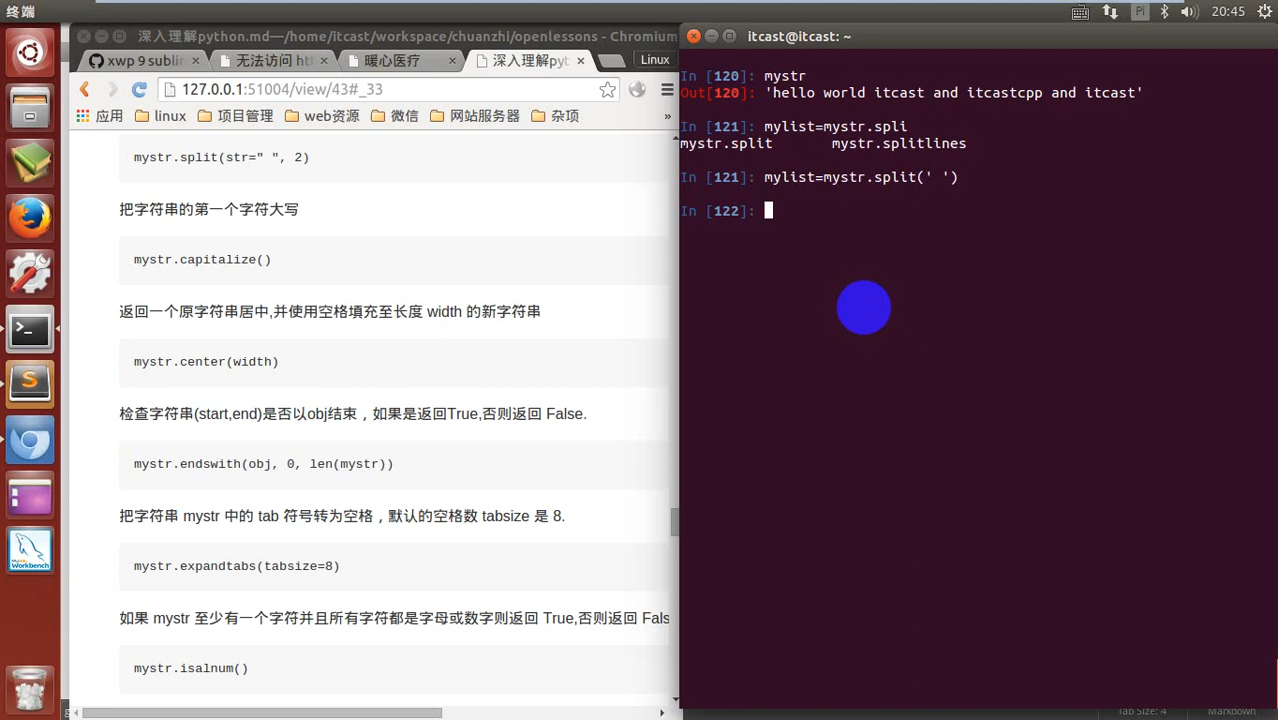 终端
Pi
20:45
深入理解python.md—/home/itcast/workspace/chuanzhi/openlessons - Chromium
itcast@itcast: ~
xwp 9 sublim
无法访问 ht
暖心医疗
深入理解pyt
Linux
127.0.0.1:51004/view/43#_33
应用
linux
项目管理
web资源
微信
网站服务器
杂项
»
mystr.split(str=" ", 2)
把字符串的第一个字符大写
mystr.capitalize()
返回一个原字符串居中,并使用空格填充至长度 width 的新字符串
mystr.center(width)
检查字符串(start,end)是否以obj结束，如果是返回True,否则返回 False.
mystr.endswith(obj, 0, len(mystr))
把字符串 mystr 中的 tab 符号转为空格，默认的空格数 tabsize 是 8.
mystr.expandtabs(tabsize=8)
如果 mystr 至少有一个字符并且所有字符都是字母或数字则返回 True,否则返回 Fals
mystr.isalnum()
In [120]: mystr
Out[120]: 'hello world itcast and itcastcpp and itcast'
In [121]: mylist=mystr.spli
mystr.split mystr.splitlines
In [121]: mylist=mystr.split(' ')
In [122]:
Workbench
Tab Size: 4
Markdown